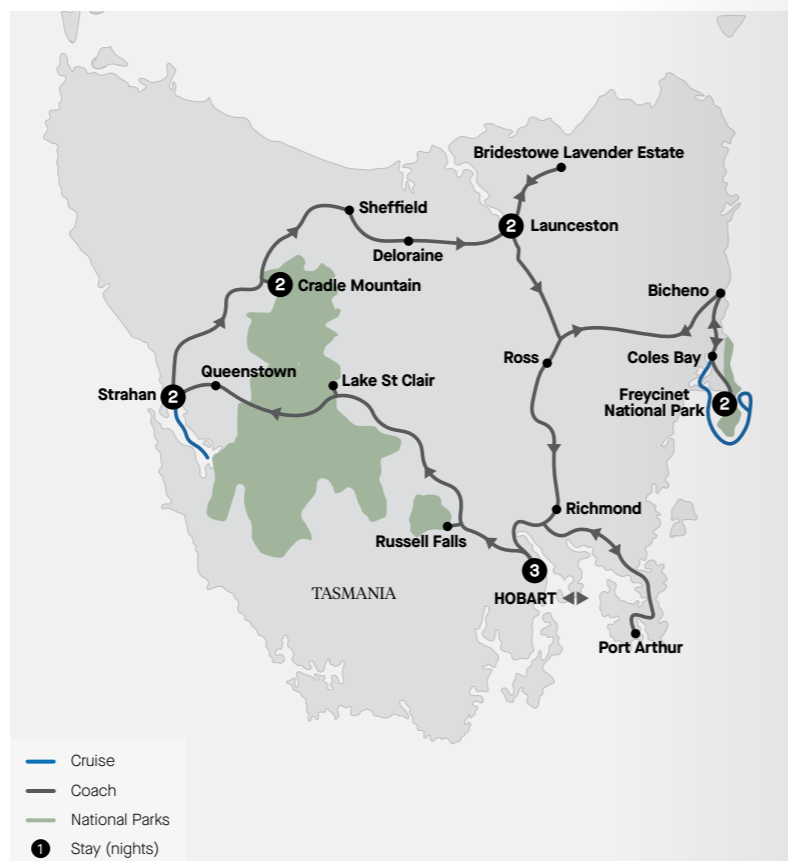 Bridestowe Lavender Estate
Sheffield
2
Launceston
Deloraine
2
Cradle Mountain
Bicheno
Ross
Coles Bay
Queenstown
Lake St Clair
Strahan
2
Freycinet
National Park
2
Richmond
Russell Falls
3
TASMANIA
HOBART
Port Arthur
Cruise
Coach
National Parks
1
Stay (nights)